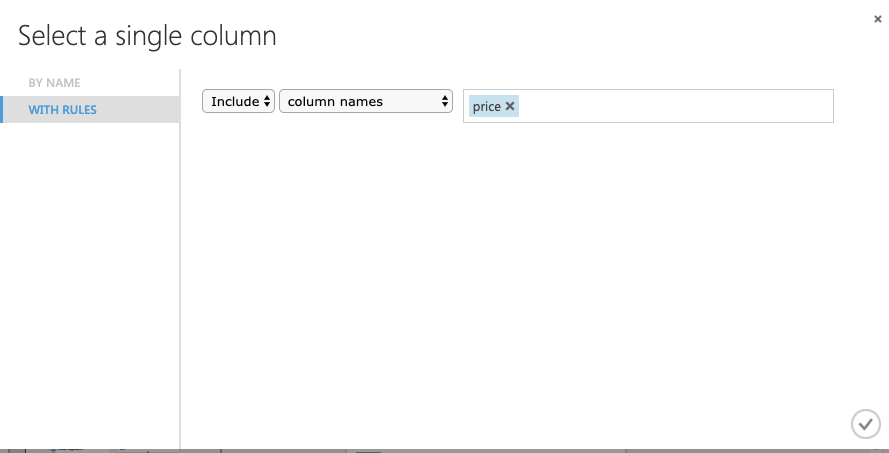 Select a single column
BY NAME
WITH RULES
Include column names price